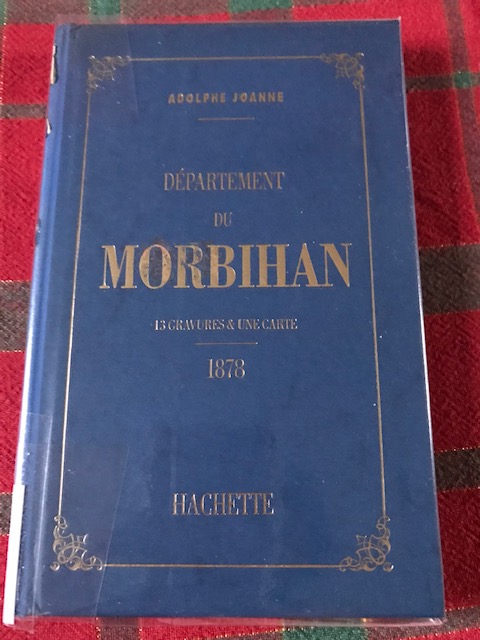 ADOLPHE JOANNE
DÉPARTEMENT
DU
MORBIHAN
13 GRAVURES & UNE CARTE
1878
HACHETTE